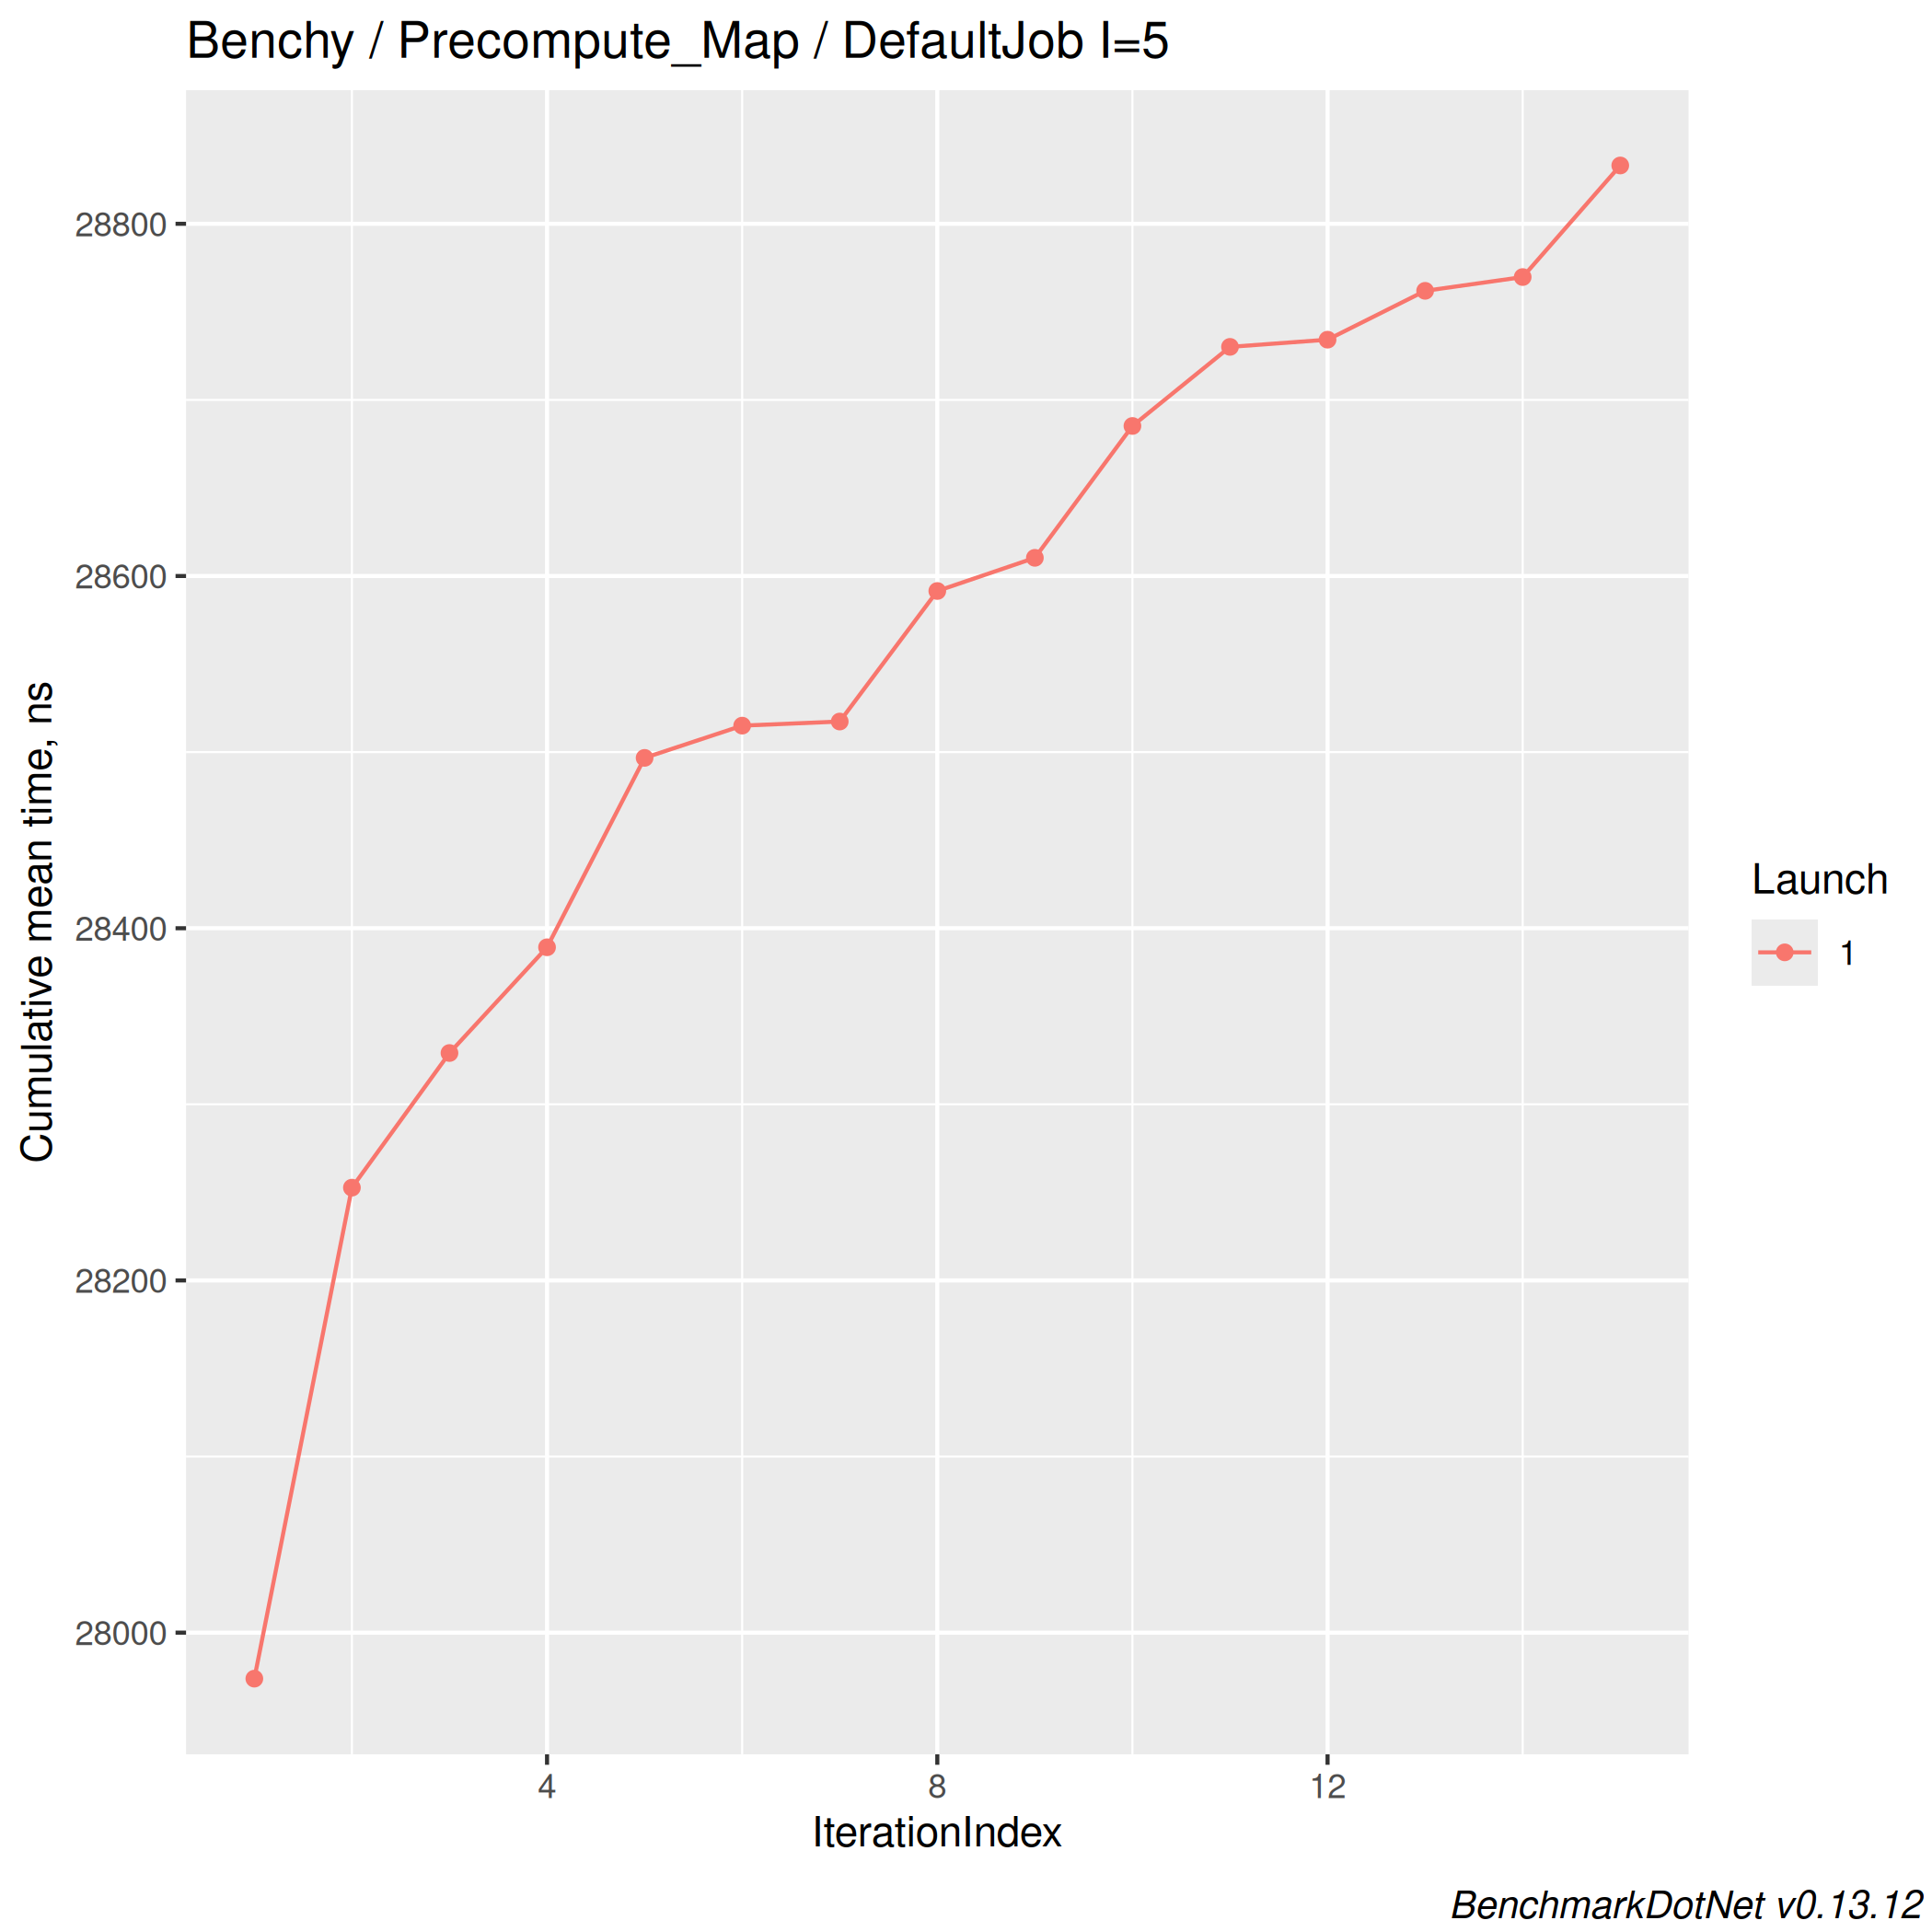 Benchy / Precompute_Map / DefaultJob I=5
Cumulative mean time, ns
28800
28600
28400
28200
28000
4 8 12
IterationIndex
Launch
1
BenchmarkDotNet v0.13.12